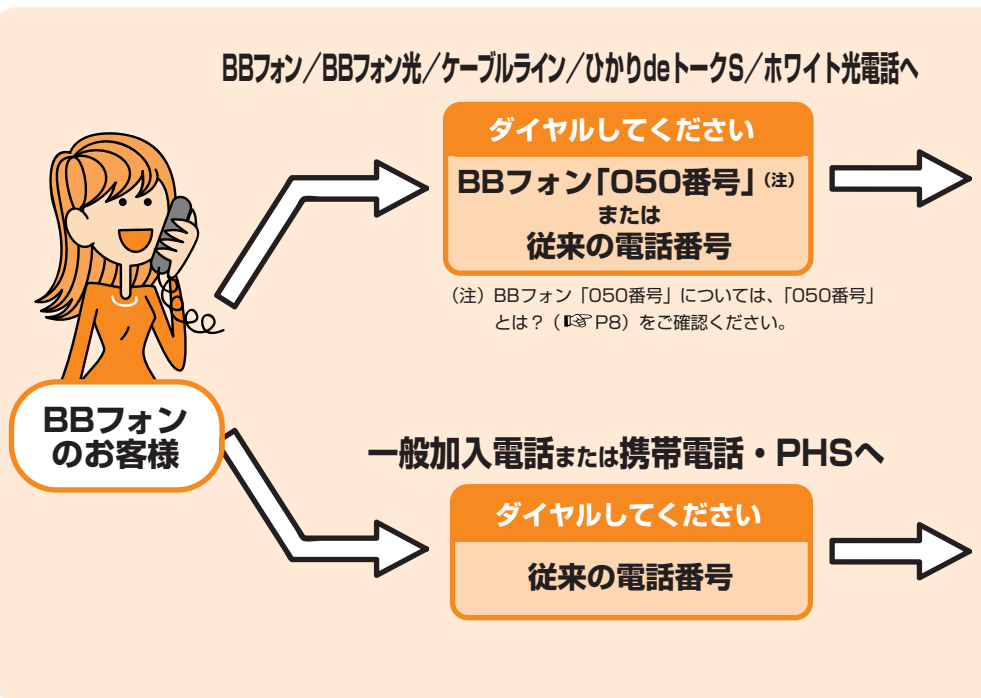 BBフォン／BBフォン光／ケーブルライン／ひかりdeトークS／ホワイト光電話へ
ダイヤルしてください
BBフォン「050番号」（注）
または
従来の電話番号
（注）BBフォン「050番号」については、「050番号」
とは？（☞P8）をご確認ください。
BBフォン
のお客様
一般加入電話または携帯電話・PHSへ
ダイヤルしてください
従来の電話番号